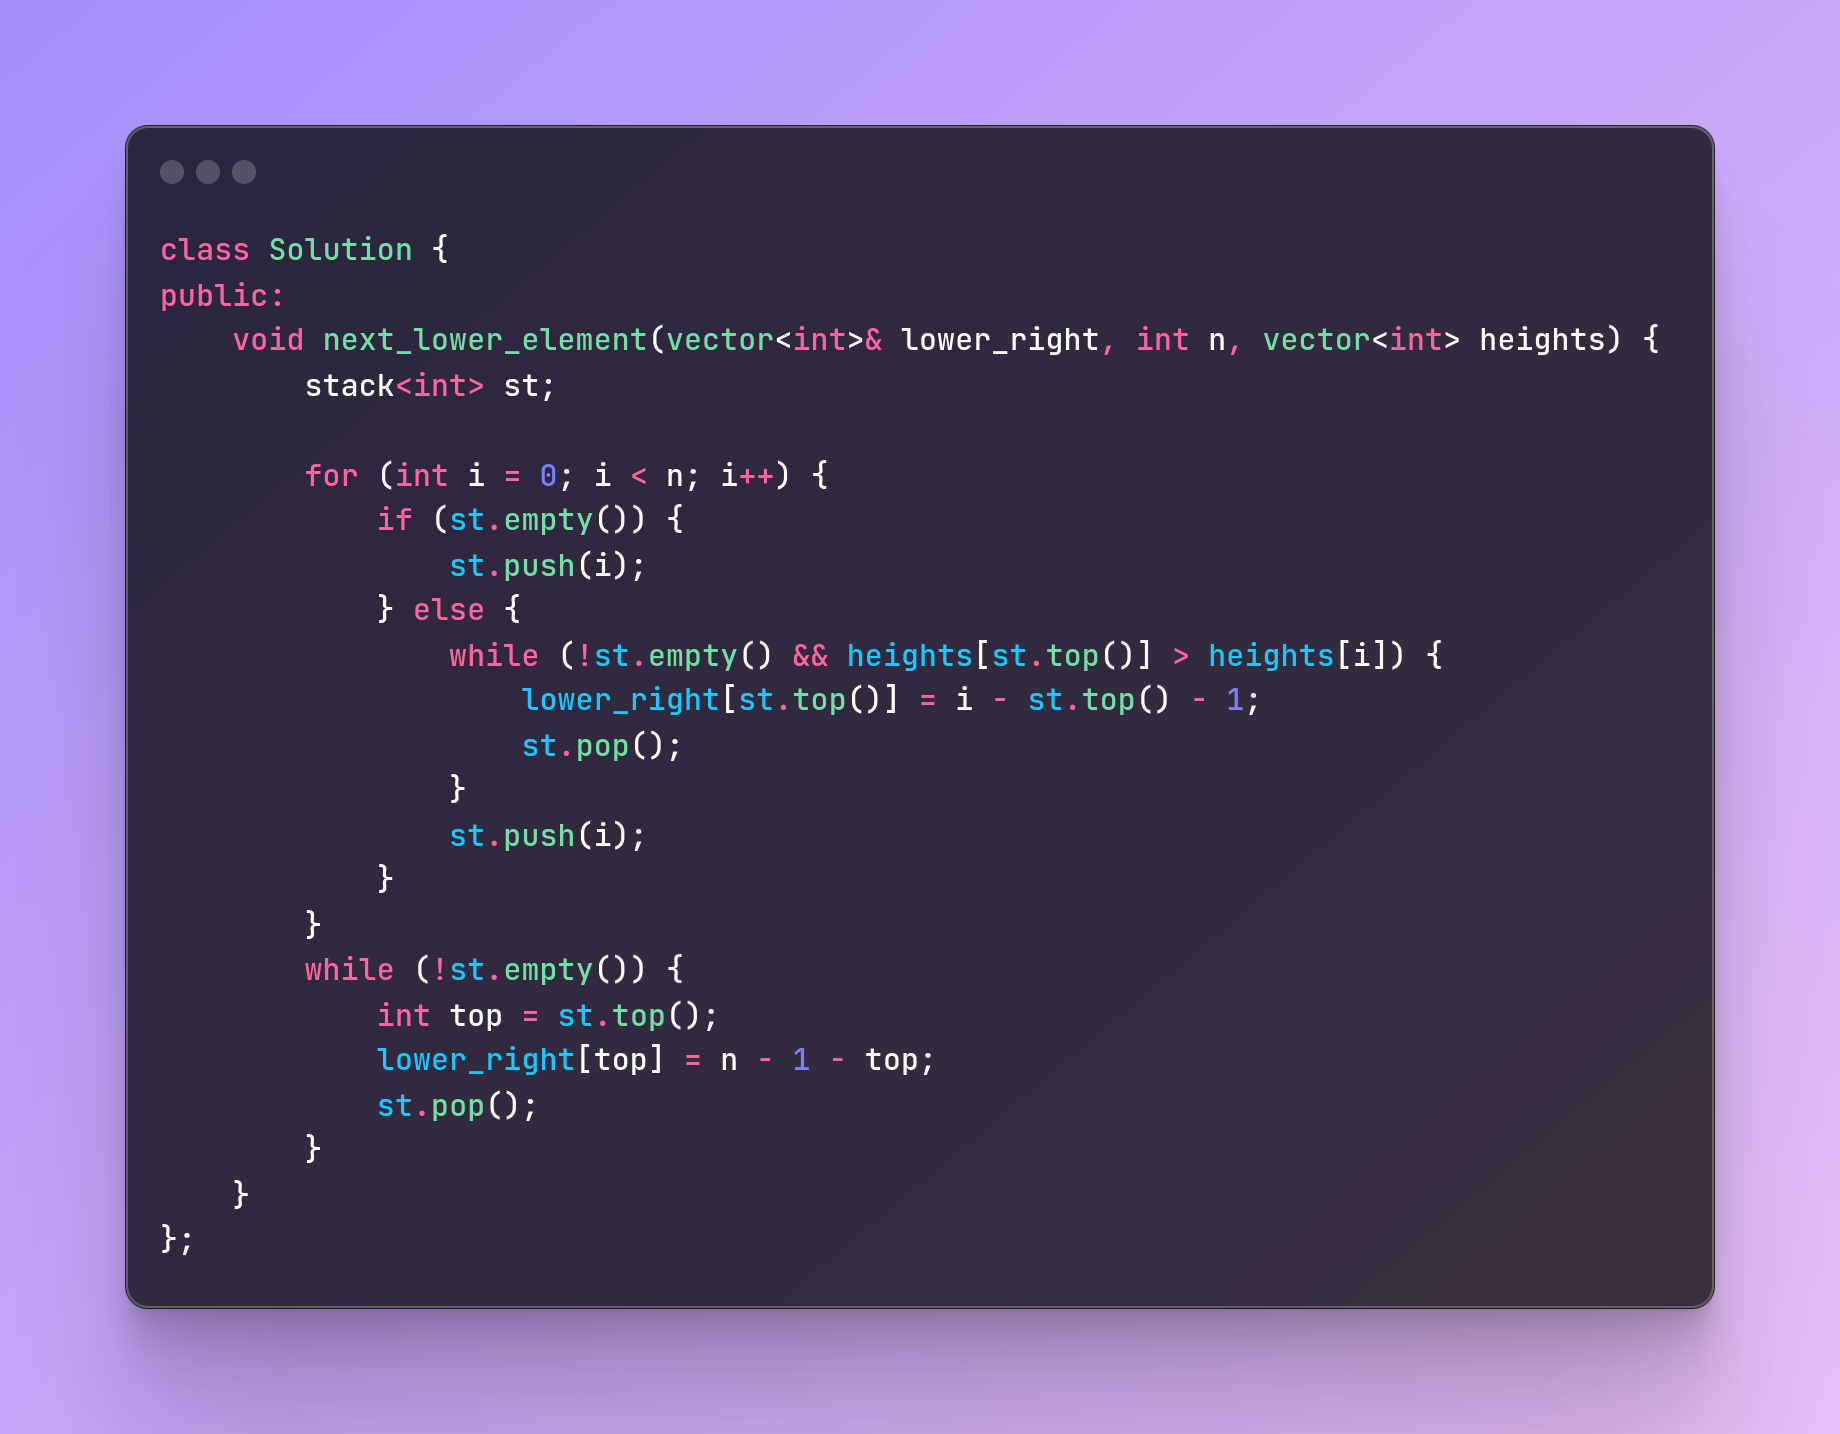 class Solution {
public:
    void next_lower_element(vector<int>& lower_right, int n, vector<int> heights) {
        stack<int> st;

        for (int i = 0; i < n; i++) {
            if (st.empty()) {
                st.push(i);
            } else {
                while (!st.empty() && heights[st.top()] > heights[i]) {
                    lower_right[st.top()] = i - st.top() - 1;
                    st.pop();
                }
                st.push(i);
            }
        }
        while (!st.empty()) {
            int top = st.top();
            lower_right[top] = n - 1 - top;
            st.pop();
        }
    }
};